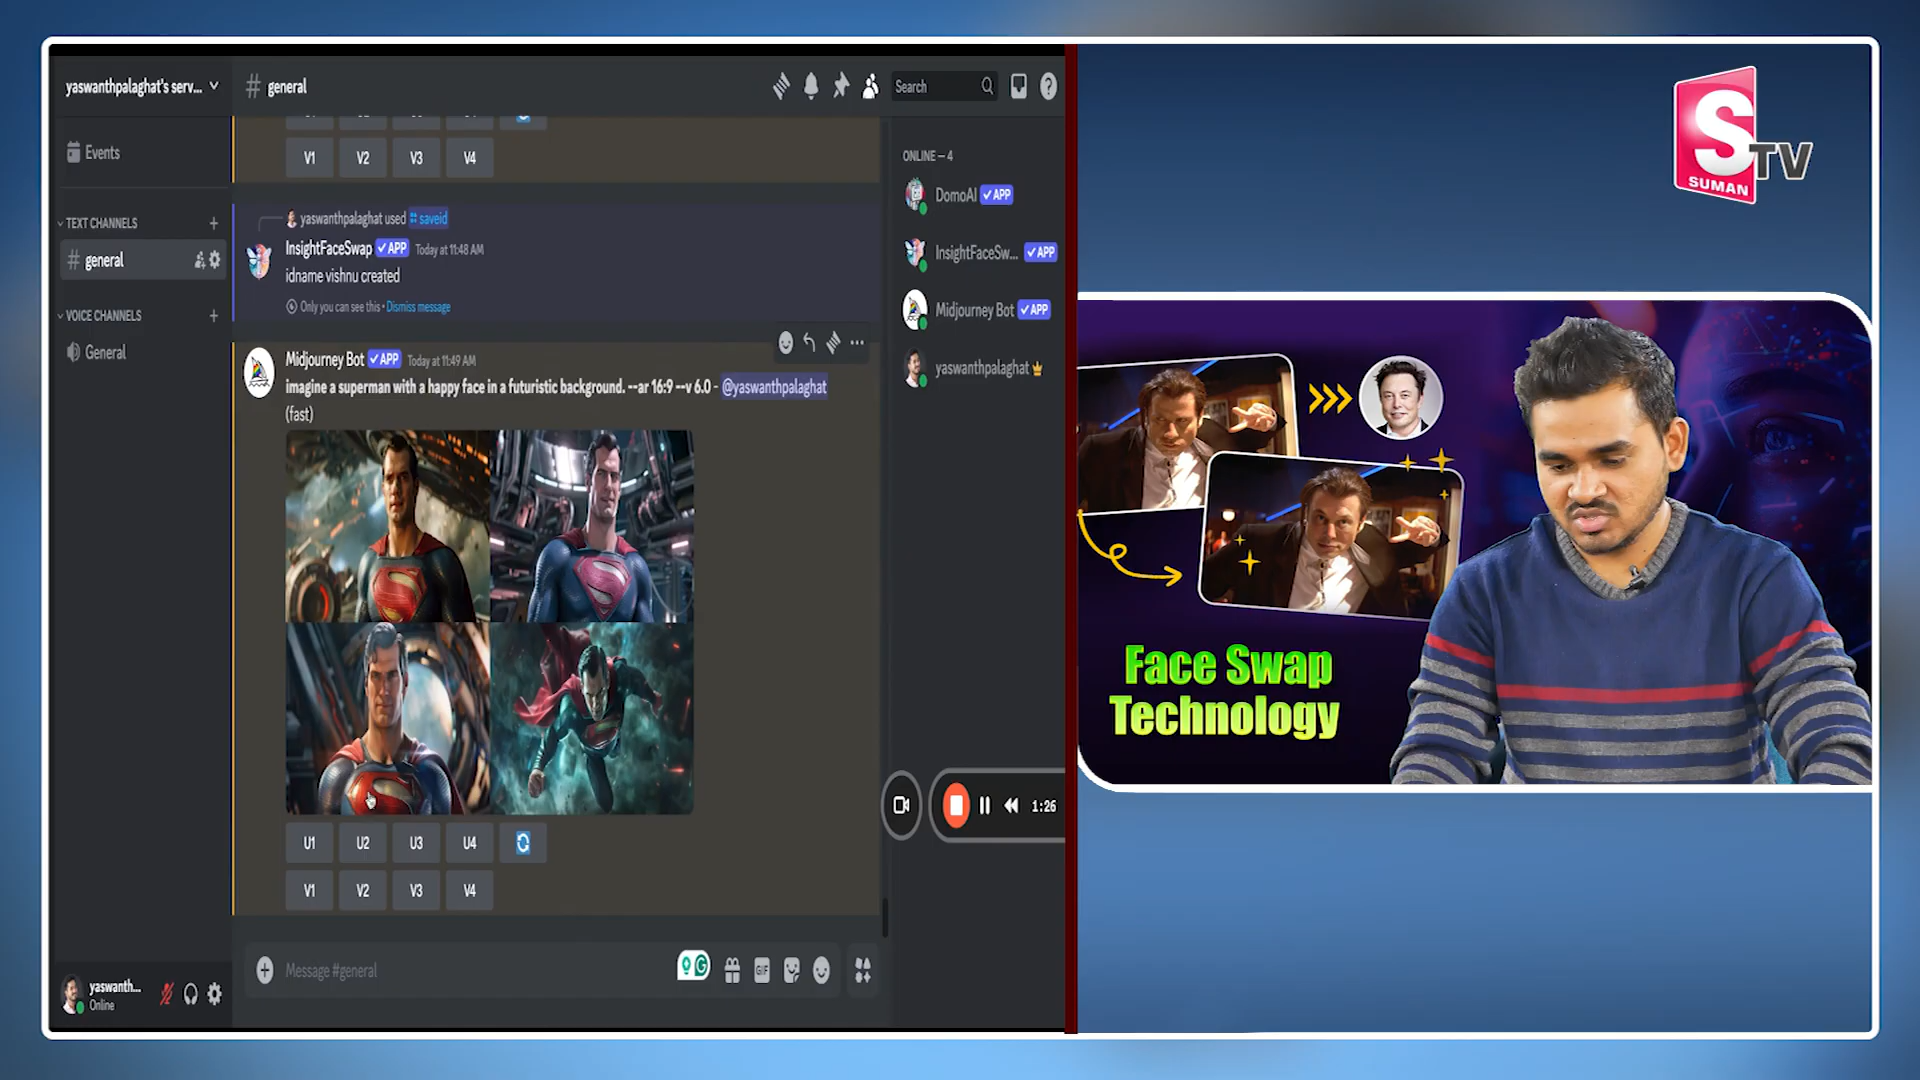 yaswanthpalaghat's serv...
Events
TEXT CHANNELS
# general
VOICE CHANNELS
General
yaswanth...
Online
# general
Search
?
V1 V2 V3 V4
yaswanthpalaghat used saveid
InsightFaceSwap ✓ APP Today at 11:48 AM
idname vishnu created
Only you can see this • Dismiss message
Midjourney Bot ✓ APP Today at 11:49 AM
imagine a superman with a happy face in a futuristic background. --ar 16:9 --v 6.0 - @yaswanthpalaghat
(fast)
U1 U2 U3 U4
V1 V2 V3 V4
Message #general
GIF
ONLINE – 4
DomoAI ✓ APP
InsightFaceSw... ✓ APP
Midjourney Bot ✓ APP
yaswanthpalaghat
1:26
S TV
SUMAN
Face Swap
Technology